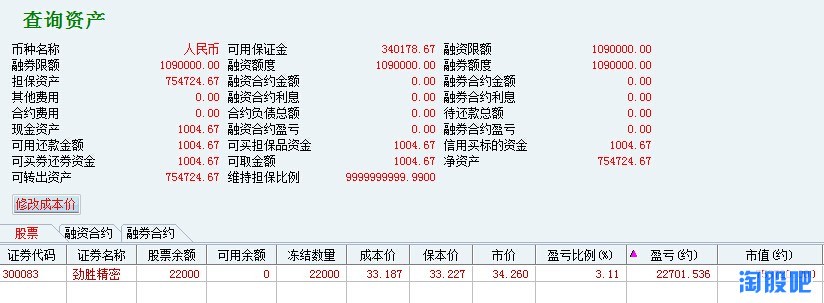 查询资产
币种名称 人民币 可用保证金 340178.67 融资限额 1090000.00
融券限额 1090000.00 融资额度 1090000.00 融券额度 1090000.00
担保资产 754724.67 融资合约金额 0.00 融券合约金额 0.00
其他费用 0.00 融资合约利息 0.00 融券合约利息 0.00
合约费用 0.00 合约负债总额 0.00 待还款总额 0.00
现金资产 1004.67 融资合约盈亏 0.00 融券合约盈亏 0.00
可用还款金额 1004.67 可买担保品资金 1004.67 信用买标的资金 1004.67
可买券还券资金 1004.67 可取金额 1004.67 净资产 754724.67
可转出资产 754724.67 维持担保比例 9999999999.9900
修改成本价
股票 融资合约 融券合约
证券代码 证券名称 股票余额 可用余额 冻结数量 成本价 保本价 市价 盈亏比例(%) 盈亏(约) 市值(约)
300083 劲胜精密 22000 0 22000 33.187 33.227 34.260 3.11 22701.536
淘股吧